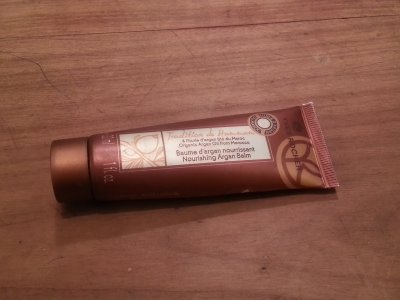 Tradition de Hammam
à l'huile d'argan bio du Maroc
Organic Argan Oil from Morocco
Baume d'argan nourrissant
Nourishing Argan Balm